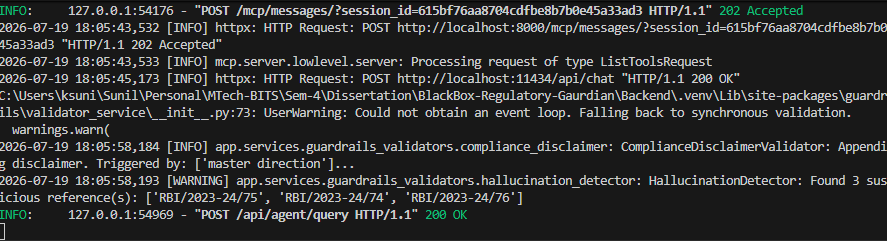 INFO:     127.0.0.1:54176 - "POST /mcp/messages/?session_id=615bf76aa8704cdfbe8b7b0e45a33ad3 HTTP/1.1" 202 Accepted
2026-07-19 18:05:43,532 [INFO] httpx: HTTP Request: POST http://localhost:8000/mcp/messages/?session_id=615bf76aa8704cdfbe8b7b0e
45a33ad3 "HTTP/1.1 202 Accepted"
2026-07-19 18:05:43,533 [INFO] mcp.server.lowlevel.server: Processing request of type ListToolsRequest
2026-07-19 18:05:45,173 [INFO] httpx: HTTP Request: POST http://localhost:11434/api/chat "HTTP/1.1 200 OK"
C:\Users\ksuni\Sunil\Personal\MTech-BITS\Sem-4\Dissertation\BlackBox-Regulatory-Gaurdian\Backend\.venv\Lib\site-packages\guardra
ils\validator_service\__init__.py:73: UserWarning: Could not obtain an event loop. Falling back to synchronous validation.
  warnings.warn(
2026-07-19 18:05:58,184 [INFO] app.services.guardrails_validators.compliance_disclaimer: ComplianceDisclaimerValidator: Appendin
g disclaimer. Triggered by: ['master direction']...
2026-07-19 18:05:58,193 [WARNING] app.services.guardrails_validators.hallucination_detector: HallucinationDetector: Found 3 susp
icious reference(s): ['RBI/2023-24/75', 'RBI/2023-24/74', 'RBI/2023-24/76']
INFO:     127.0.0.1:54969 - "POST /api/agent/query HTTP/1.1" 200 OK